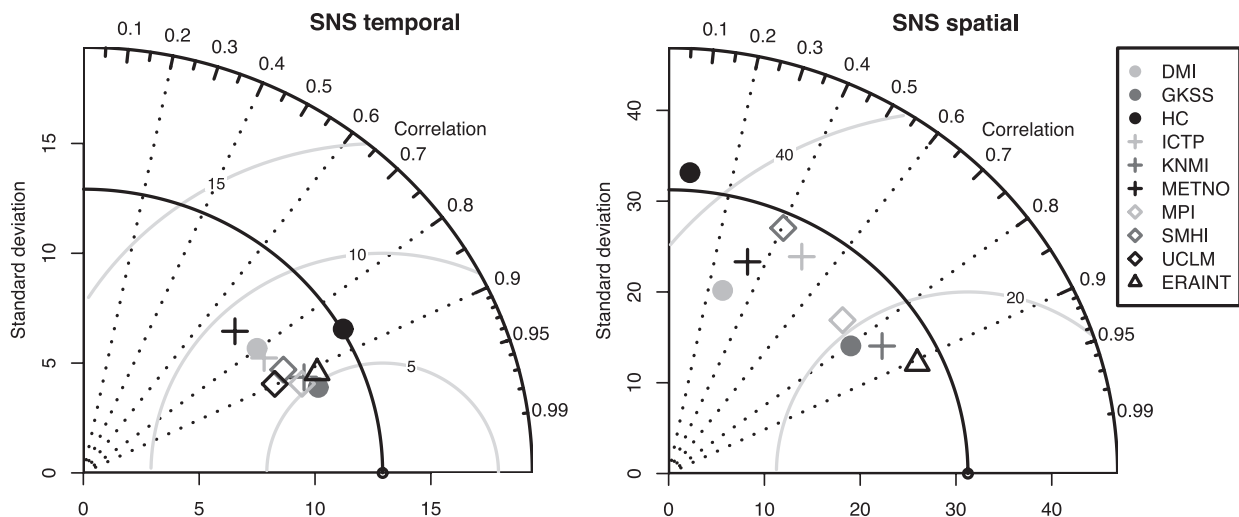 SNS temporal
0.1
0.2
0.3
0.4
0.5
0.6
Correlation
0.7
0.8
0.9
0.95
0.99
15
10
5
Standard deviation
15
10
5
0
0 5 10 15
SNS spatial
0.1
0.2
0.3
0.4
0.5
0.6
Correlation
0.7
0.8
0.9
0.95
0.99
40
20
Standard deviation
40
30
20
10
0
0 10 20 30 40
DMI
GKSS
HC
ICTP
KNMI
METNO
MPI
SMHI
UCLM
ERAINT